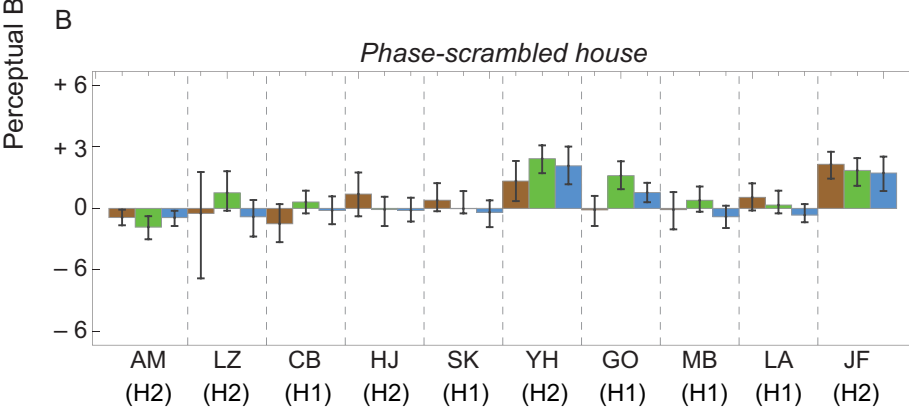 B
Perceptual B
Phase-scrambled house
+ 6
+ 3
0
– 6
– 6
AM LZ CB HJ SK YH GO MB LA JF
(H2) (H2) (H1) (H2) (H1) (H2) (H1) (H1) (H1) (H2)